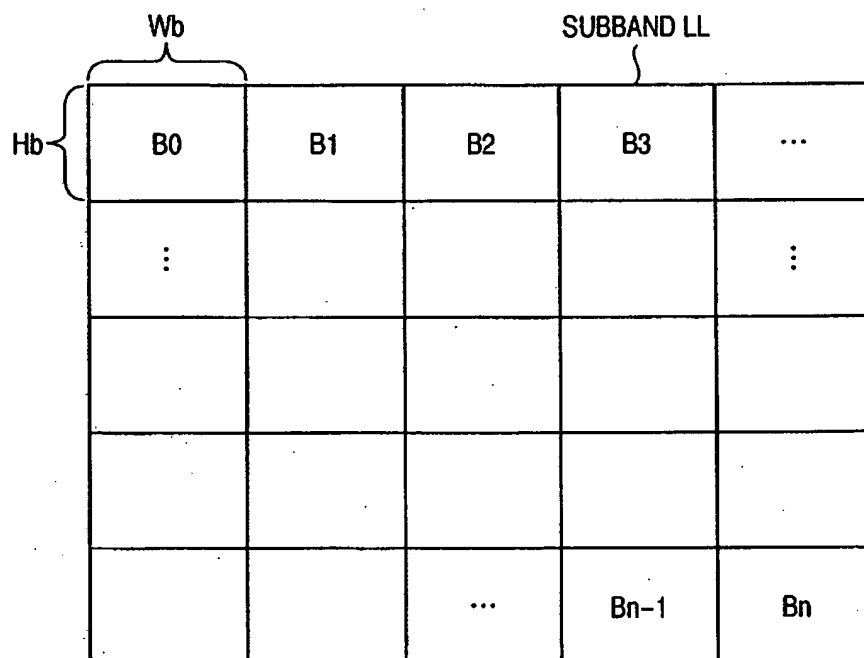 Wb
SUBBAND LL
Hb
B0 B1 B2 B3 ...
⋮ ⋮
... Bn-1 Bn